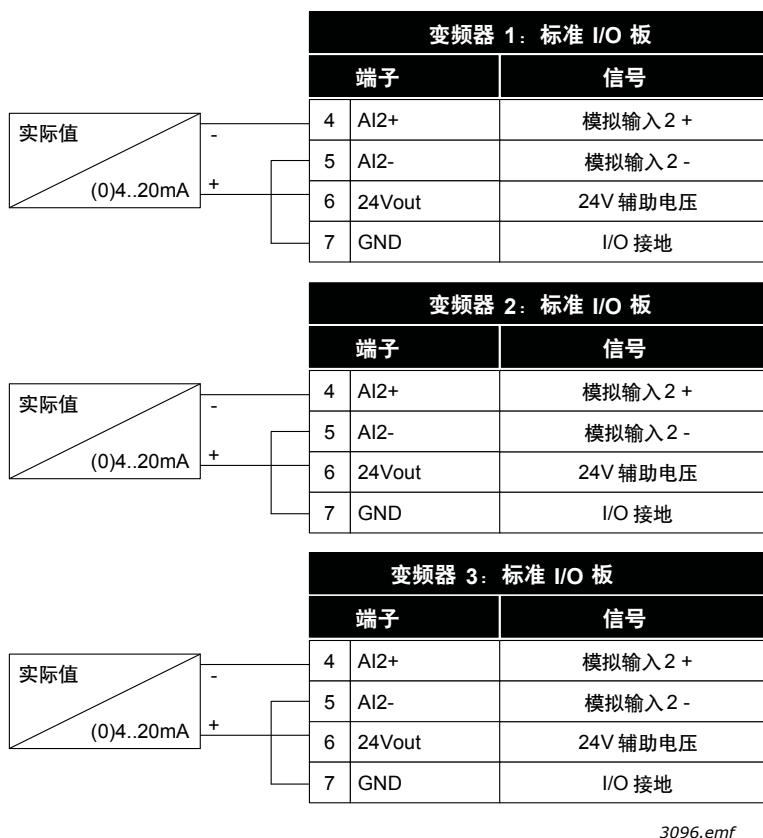 变频器 1：标准 I/O 板
端子 信号
实际值
(0)4..20mA
-
+
4 AI2+ 模拟输入2 +
5 AI2- 模拟输入2 -
6 24Vout 24V 辅助电压
7 GND I/O 接地
变频器 2：标准 I/O 板
端子 信号
实际值
(0)4..20mA
-
+
4 AI2+ 模拟输入2 +
5 AI2- 模拟输入2 -
6 24Vout 24V 辅助电压
7 GND I/O 接地
变频器 3：标准 I/O 板
端子 信号
实际值
(0)4..20mA
-
+
4 AI2+ 模拟输入2 +
5 AI2- 模拟输入2 -
6 24Vout 24V 辅助电压
7 GND I/O 接地
3096.emf